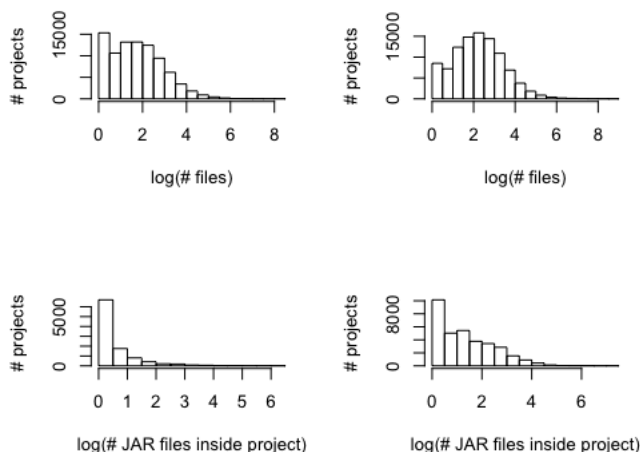 # projects
0 15000
0 2 4 6 8
log(# files)
# projects
0 15000
0 2 4 6 8
log(# files)
# projects
0 5000
0 1 2 3 4 5 6
log(# JAR files inside project)
# projects
0 8000
0 2 4 6
log(# JAR files inside project)